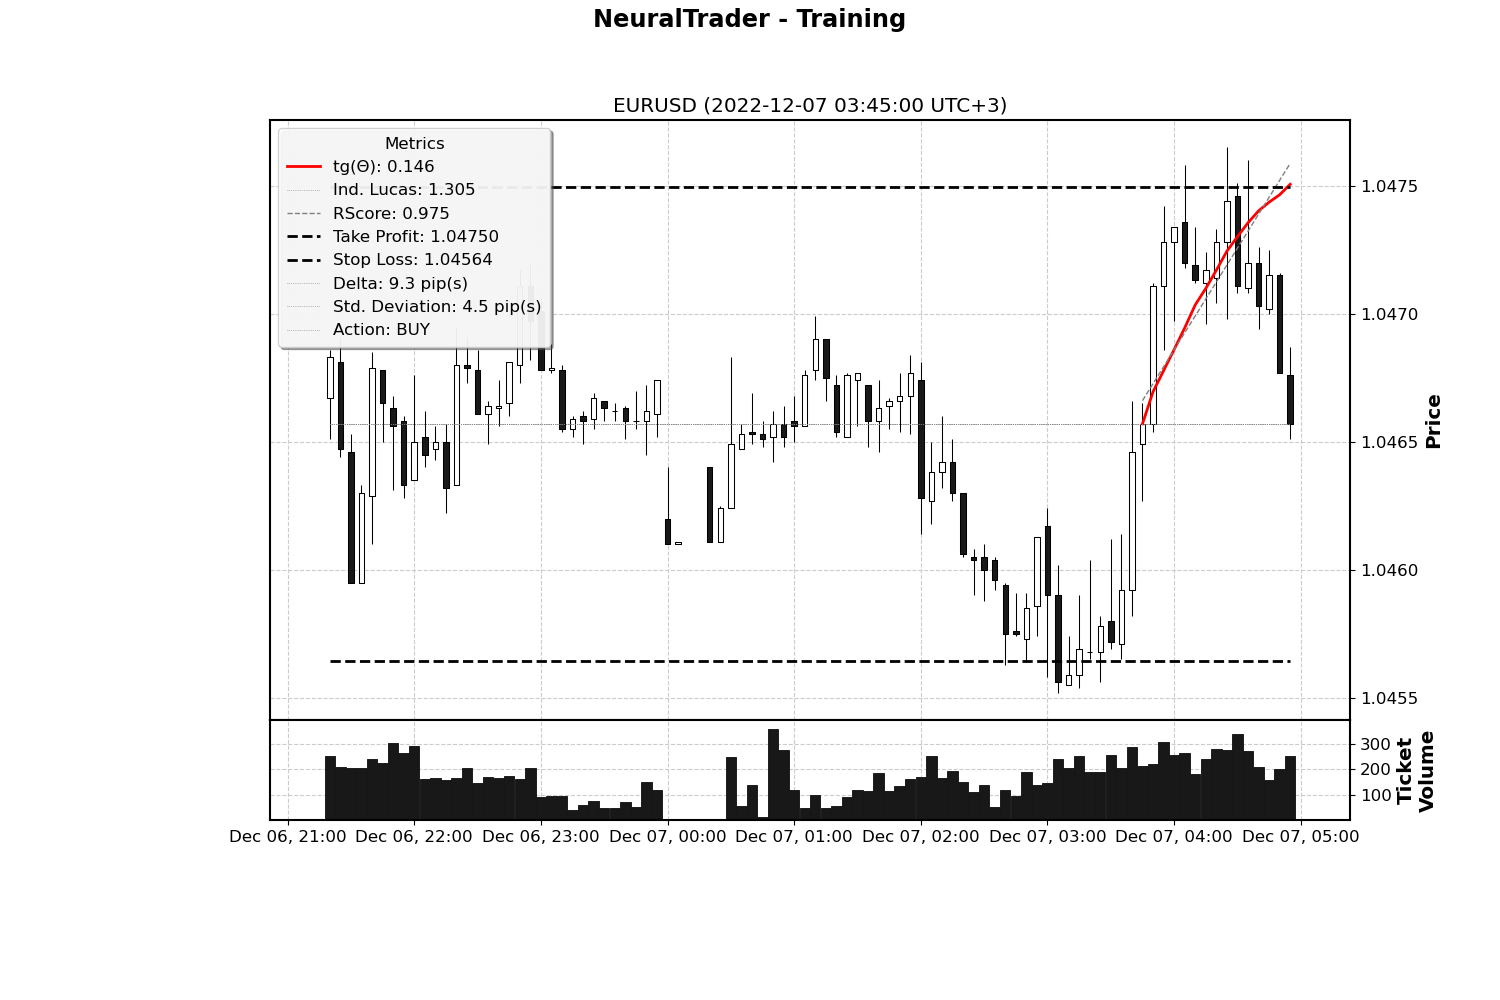 NeuralTrader - Training
EURUSD (2022-12-07 03:45:00 UTC+3)
Metrics
tg(Θ): 0.146
Ind. Lucas: 1.305
RScore: 0.975
Take Profit: 1.04750
Stop Loss: 1.04564
Delta: 9.3 pip(s)
Std. Deviation: 4.5 pip(s)
Action: BUY
1.0475
1.0470
1.0465
1.0460
1.0455
Price
300
200
100
Ticket
Volume
Dec 06, 21:00 Dec 06, 22:00 Dec 06, 23:00 Dec 07, 00:00 Dec 07, 01:00 Dec 07, 02:00 Dec 07, 03:00 Dec 07, 04:00 Dec 07, 05:00